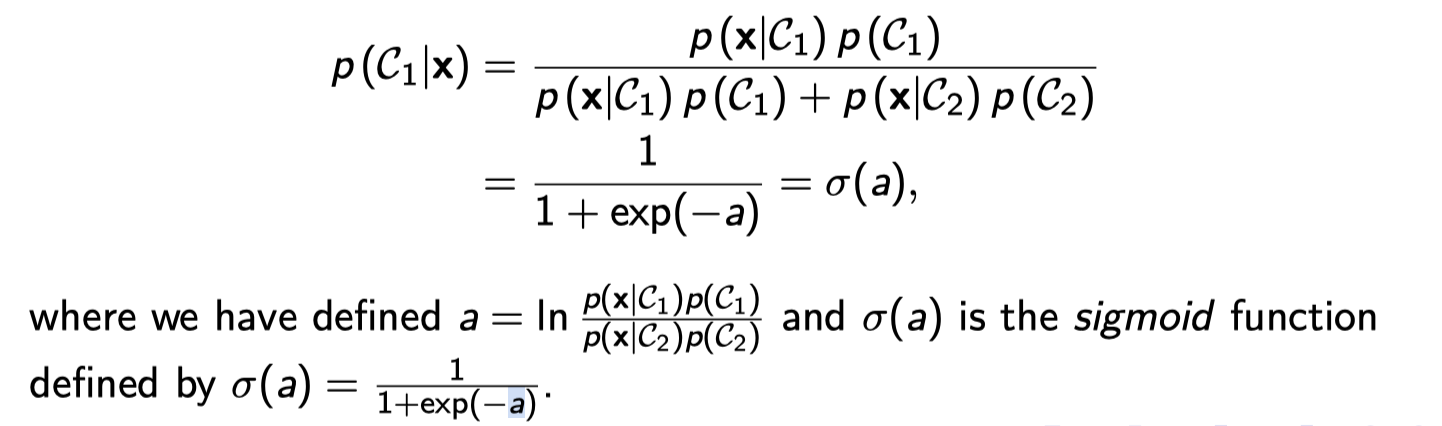 p(𝒞₁|𝐱) = p(𝐱|𝒞₁) p(𝒞₁) / (p(𝐱|𝒞₁) p(𝒞₁) + p(𝐱|𝒞₂) p(𝒞₂))
= 1 / (1 + exp(−a)) = σ(a),
where we have defined a = ln p(𝐱|𝒞₁)p(𝒞₁) / p(𝐱|𝒞₂)p(𝒞₂) and σ(a) is the sigmoid function
defined by σ(a) = 1 / (1+exp(−a)).